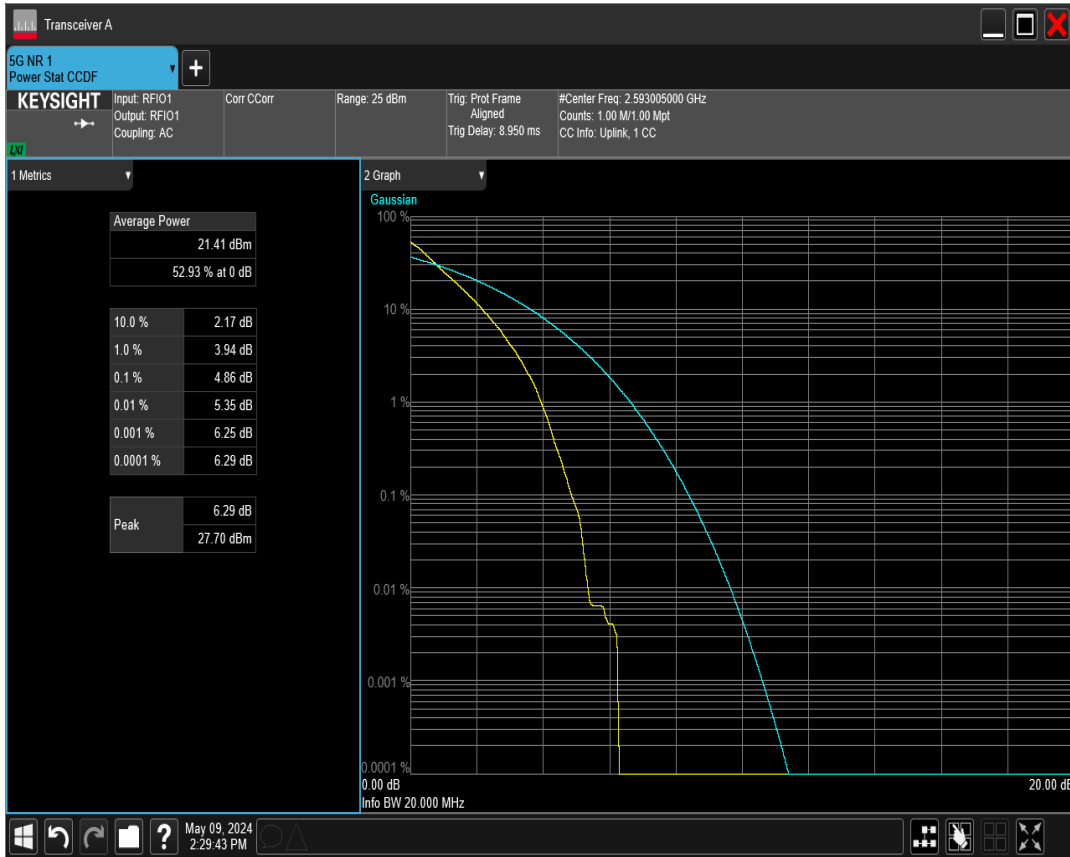 Transceiver A
5G NR 1
Power Stat CCDF
KEYSIGHT
LXI
Input: RFIO1
Output: RFIO1
Coupling: AC
Corr CCorr
Range: 25 dBm
Trig: Prot Frame
Aligned
Trig Delay: 8.950 ms
#Center Freq: 2.593005000 GHz
Counts: 1.00 M/1.00 Mpt
CC Info: Uplink, 1 CC
1 Metrics
Average Power
21.41 dBm
52.93 % at 0 dB
10.0 % 2.17 dB
1.0 % 3.94 dB
0.1 % 4.86 dB
0.01 % 5.35 dB
0.001 % 6.25 dB
0.0001 % 6.29 dB
Peak
6.29 dB
27.70 dBm
2 Graph
Gaussian
100 %
10 %
1 %
0.1 %
0.01 %
0.001 %
0.0001 %
0.00 dB 20.00 dB
Info BW 20.000 MHz
May 09, 2024
2:29:43 PM